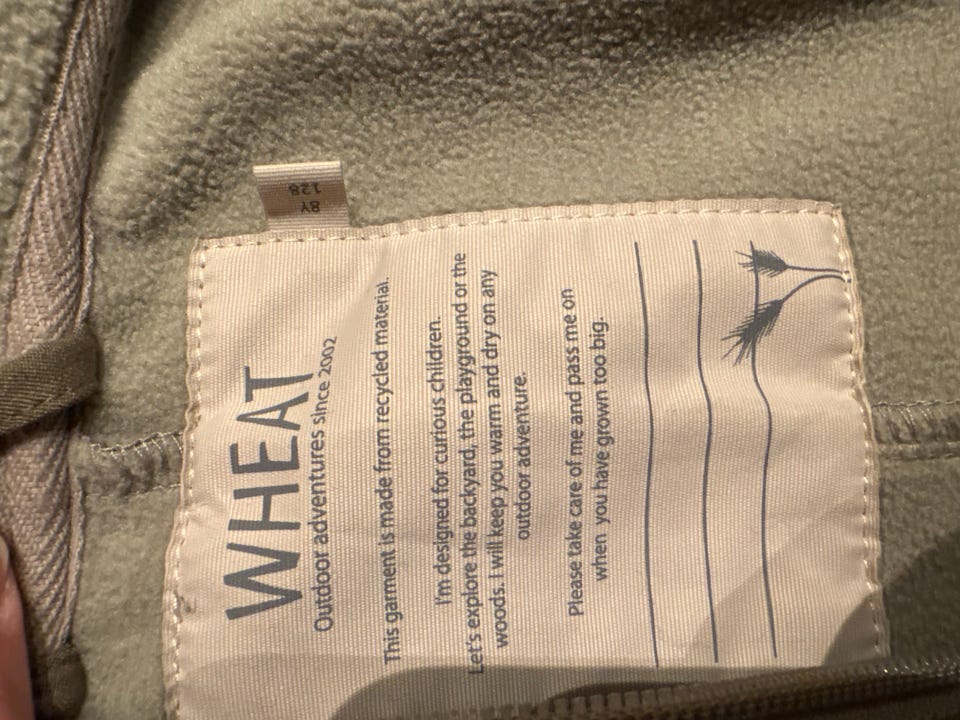 WHEAT
Outdoor adventures since 2002
This garment is made from recycled material.
I'm designed for curious children.
Let's explore the backyard, the playground or the
woods. I will keep you warm and dry on any
outdoor adventure.
Please take care of me and pass me on
when you have grown too big.
8Y
128